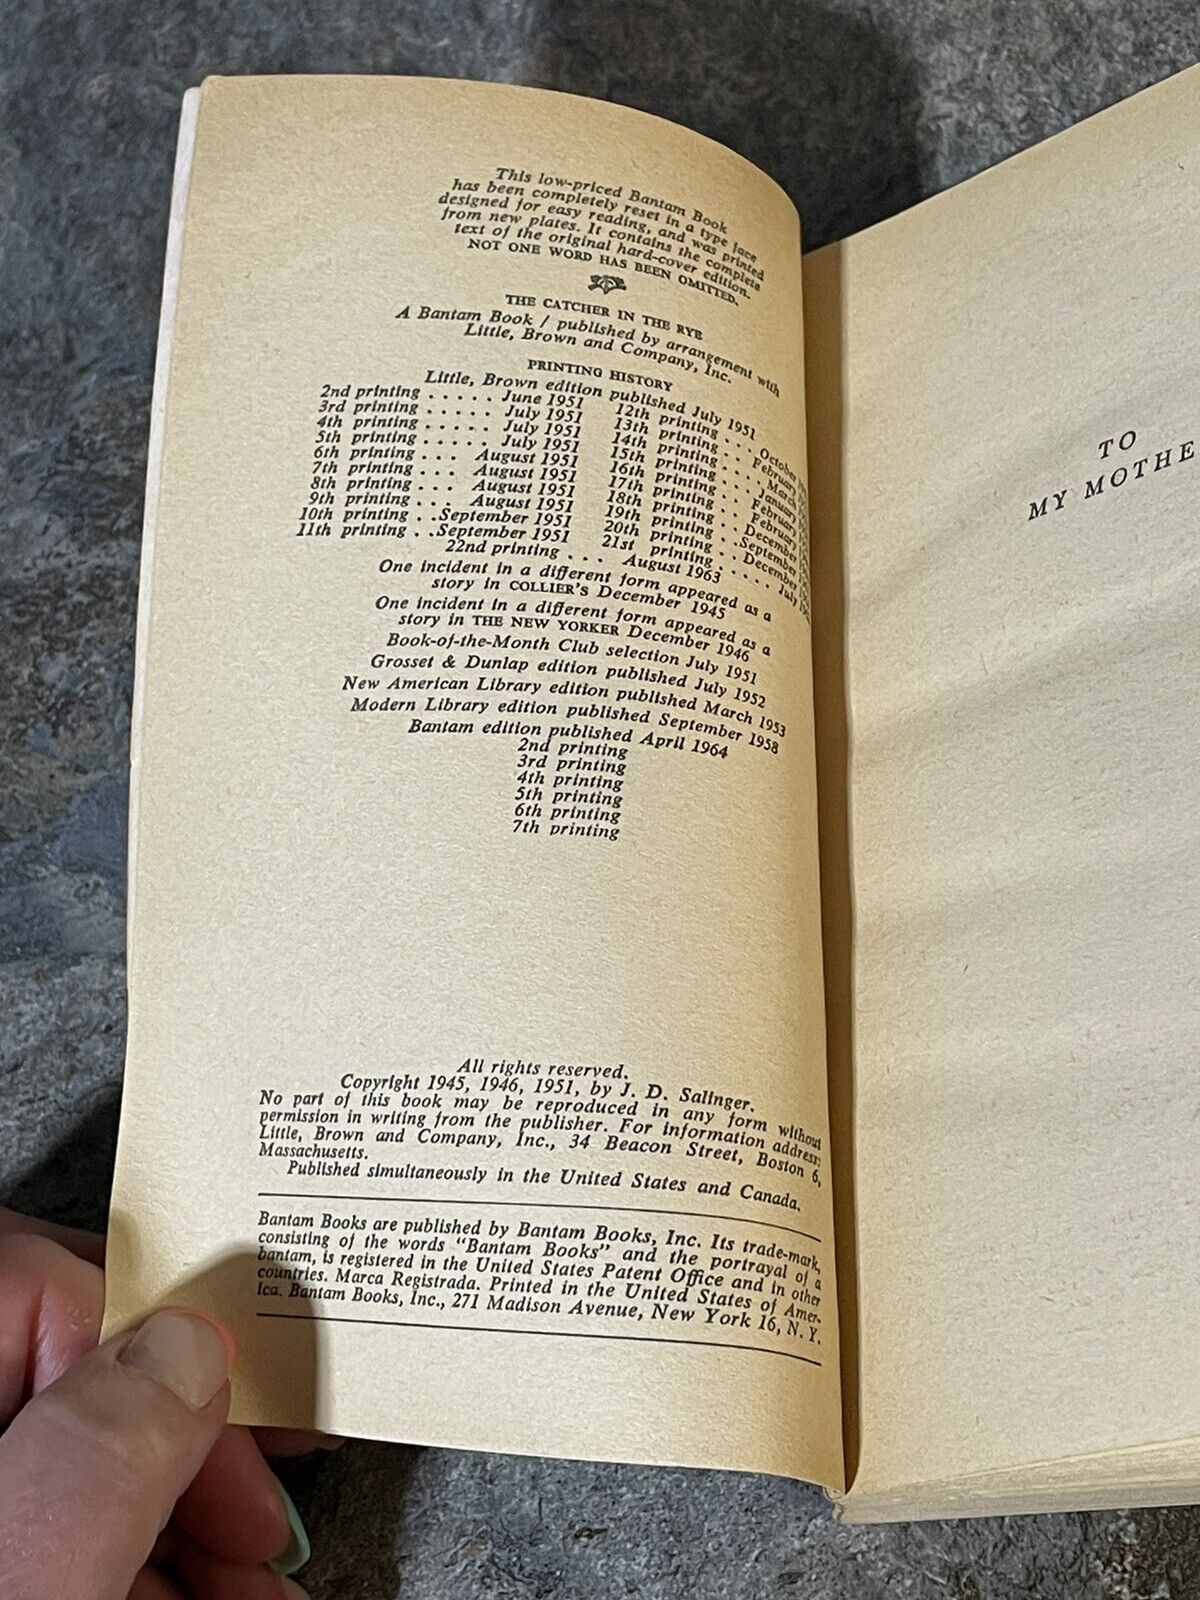 This low-priced Bantam Book
has been completely reset in a type face
designed for easy reading, and was printed
from new plates. It contains the complete
text of the original hard-cover edition.
NOT ONE WORD HAS BEEN OMITTED.
THE CATCHER IN THE RYE
A Bantam Book / published by arrangement with
Little, Brown and Company, Inc.
PRINTING HISTORY
Little, Brown edition published July 1951
2nd printing . . . . . June 1951
3rd printing . . . . . July 1951
4th printing . . . . . July 1951
5th printing . . . . . July 1951
6th printing . . . August 1951
7th printing . . . August 1951
8th printing . . . August 1951
9th printing . . . August 1951
10th printing . . September 1951
11th printing . . September 1951
12th printing . . . October
13th printing . . . February
14th printing . . . . March
15th printing . . . January
16th printing . . . February
17th printing . . . February
18th printing . . . December
19th printing . . September
20th printing . . . December
21st printing . . . . . July
22nd printing . . . August 1963
One incident in a different form appeared as a
story in COLLIER'S December 1945
One incident in a different form appeared as a
story in THE NEW YORKER December 1946
Book-of-the-Month Club selection July 1951
Grosset & Dunlap edition published July 1952
New American Library edition published March 1953
Modern Library edition published September 1958
Bantam edition published April 1964
2nd printing
3rd printing
4th printing
5th printing
6th printing
7th printing
All rights reserved.
Copyright 1945, 1946, 1951, by J. D. Salinger.
No part of this book may be reproduced in any form without
permission in writing from the publisher. For information address:
Little, Brown and Company, Inc., 34 Beacon Street, Boston 6,
Massachusetts.
Published simultaneously in the United States and Canada.
Bantam Books are published by Bantam Books, Inc. Its trade-mark,
consisting of the words "Bantam Books" and the portrayal of a
bantam, is registered in the United States Patent Office and in other
countries. Marca Registrada. Printed in the United States of Amer-
ica. Bantam Books, Inc., 271 Madison Avenue, New York 16, N. Y.
TO
MY MOTHE